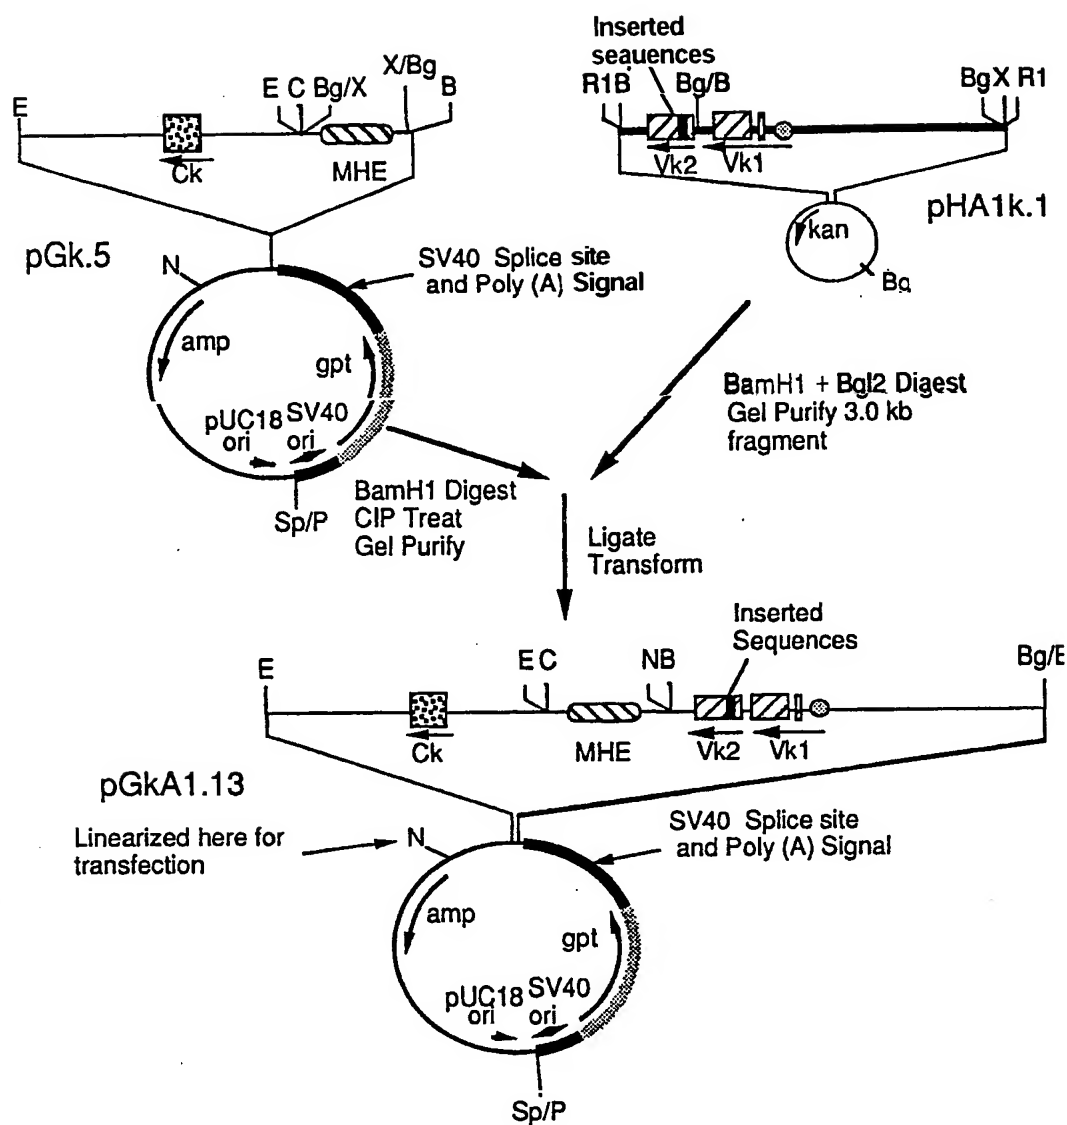 Inserted
seauences
E
E C Bg/X
X/Bg
B
R1B
Bg/B
BgX R1
Ck
MHE
Vk2
Vk1
pHA1k.1
pGk.5
kan
Bg
N
SV40 Splice site
and Poly (A) Signal
amp
gpt
pUC18 SV40
ori ori
Sp/P
BamH1 Digest
CIP Treat
Gel Purify
BamH1 + Bgl2 Digest
Gel Purify 3.0 kb
fragment
Ligate
Transform
Inserted
Sequences
E
E C
NB
Bg/E
Ck
MHE
Vk2
Vk1
pGkA1.13
Linearized here for
transfection
N
SV40 Splice site
and Poly (A) Signal
amp
gpt
pUC18 SV40
ori ori
Sp/P